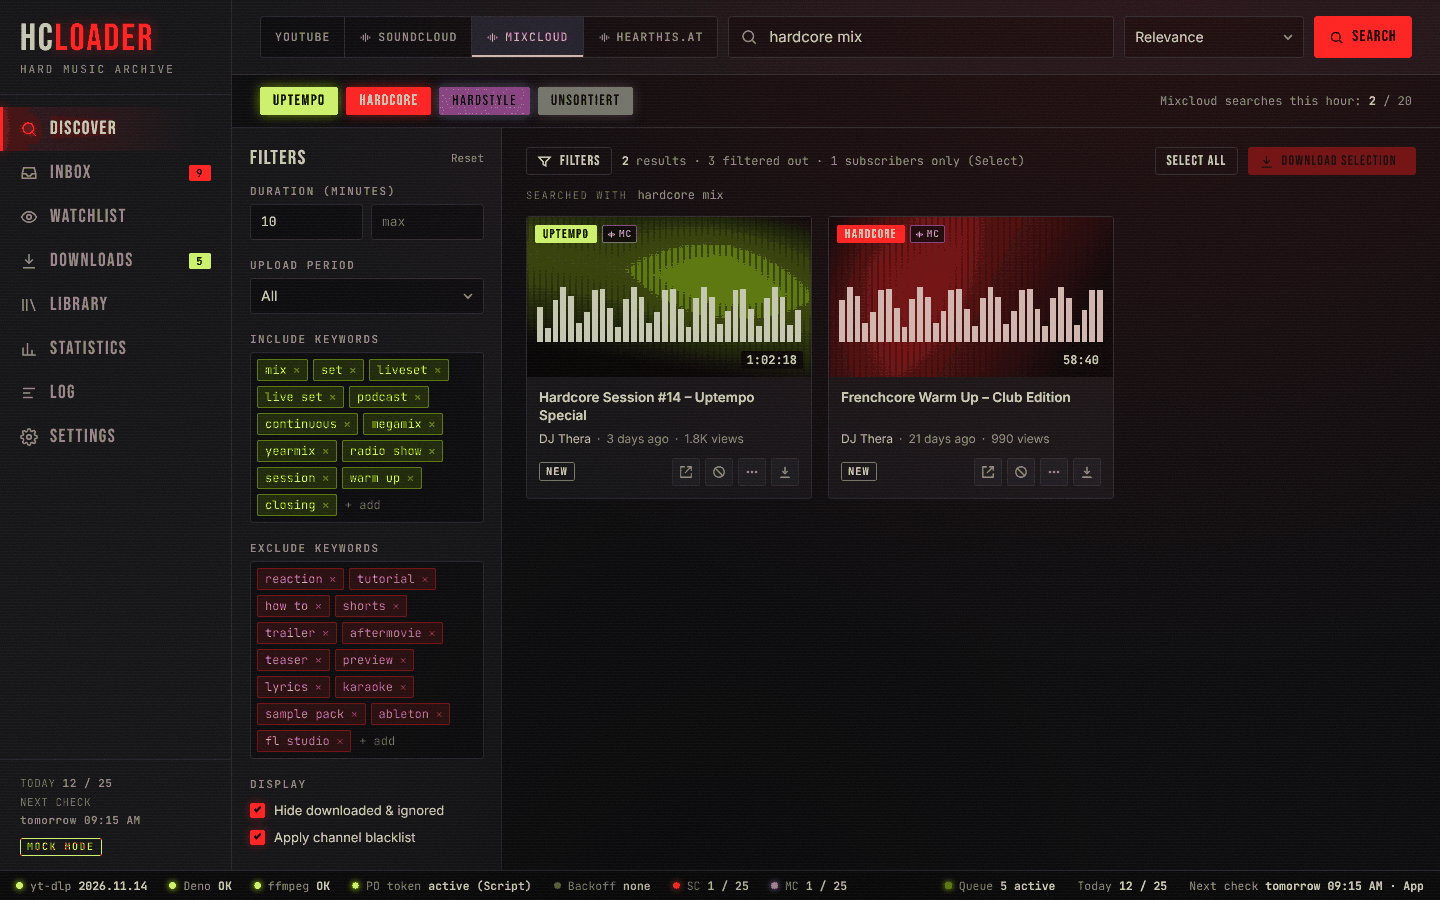 HCLOADER
HARD MUSIC ARCHIVE
DISCOVER
INBOX 9
WATCHLIST
DOWNLOADS 5
LIBRARY
STATISTICS
LOG
SETTINGS
TODAY 12 / 25
NEXT CHECK
tomorrow 09:15 AM
MOCK MODE
YOUTUBE SOUNDCLOUD MIXCLOUD HEARTHIS.AT hardcore mix Relevance SEARCH
UPTEMPO HARDCORE HARDSTYLE UNSORTIERT Mixcloud searches this hour: 2 / 20
FILTERS Reset
DURATION (MINUTES)
10 max
UPLOAD PERIOD
All
INCLUDE KEYWORDS
mix × set × liveset ×
live set × podcast ×
continuous × megamix ×
yearmix × radio show ×
session × warm up ×
closing × + add
EXCLUDE KEYWORDS
reaction × tutorial ×
how to × shorts ×
trailer × aftermovie ×
teaser × preview ×
lyrics × karaoke ×
sample pack × ableton ×
fl studio × + add
DISPLAY
Hide downloaded & ignored
Apply channel blacklist
FILTERS 2 results · 3 filtered out · 1 subscribers only (Select) SELECT ALL DOWNLOAD SELECTION
SEARCHED WITH hardcore mix
UPTEMPO MC
1:02:18
Hardcore Session #14 – Uptempo
Special
DJ Thera · 3 days ago · 1.8K views
NEW
HARDCORE MC
58:40
Frenchcore Warm Up – Club Edition
DJ Thera · 21 days ago · 990 views
NEW
yt-dlp 2026.11.14 Deno OK ffmpeg OK PO token active (Script) Backoff none SC 1 / 25 MC 1 / 25 Queue 5 active Today 12 / 25 Next check tomorrow 09:15 AM · App